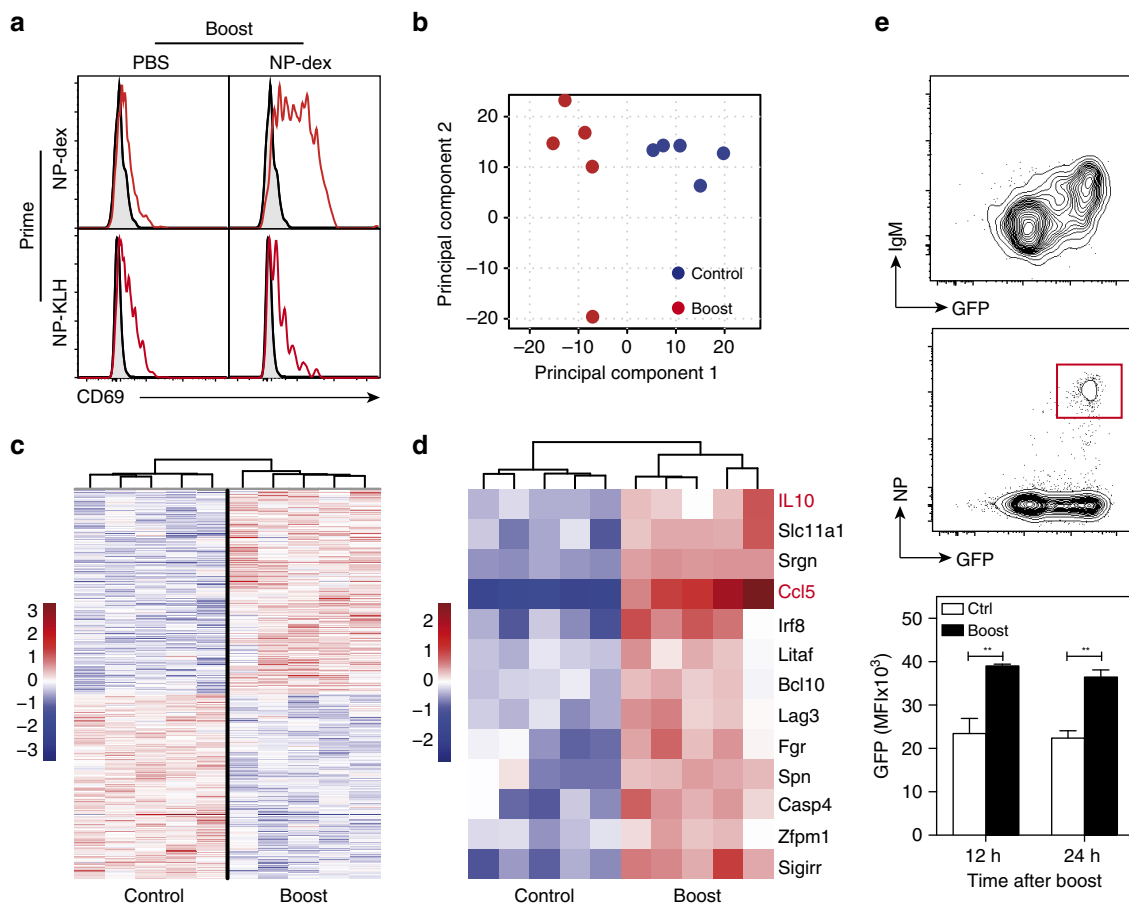 a
Boost
PBS
NP-dex
Prime
NP-dex
NP-KLH
CD69
b
Principal component 2
20
10
0
−10
−20
Control
Boost
−20
−10
0
10
20
Principal component 1
c
3
2
1
0
−1
−2
−3
Control
Boost
d
2
1
0
−1
−2
IL10
Slc11a1
Srgn
Ccl5
Irf8
Litaf
Bcl10
Lag3
Fgr
Spn
Casp4
Zfpm1
Sigirr
Control
Boost
e
IgM
GFP
NP
GFP
Ctrl
Boost
GFP (MFIx10³)
50
40
30
20
10
0
**
**
12 h
24 h
Time after boost